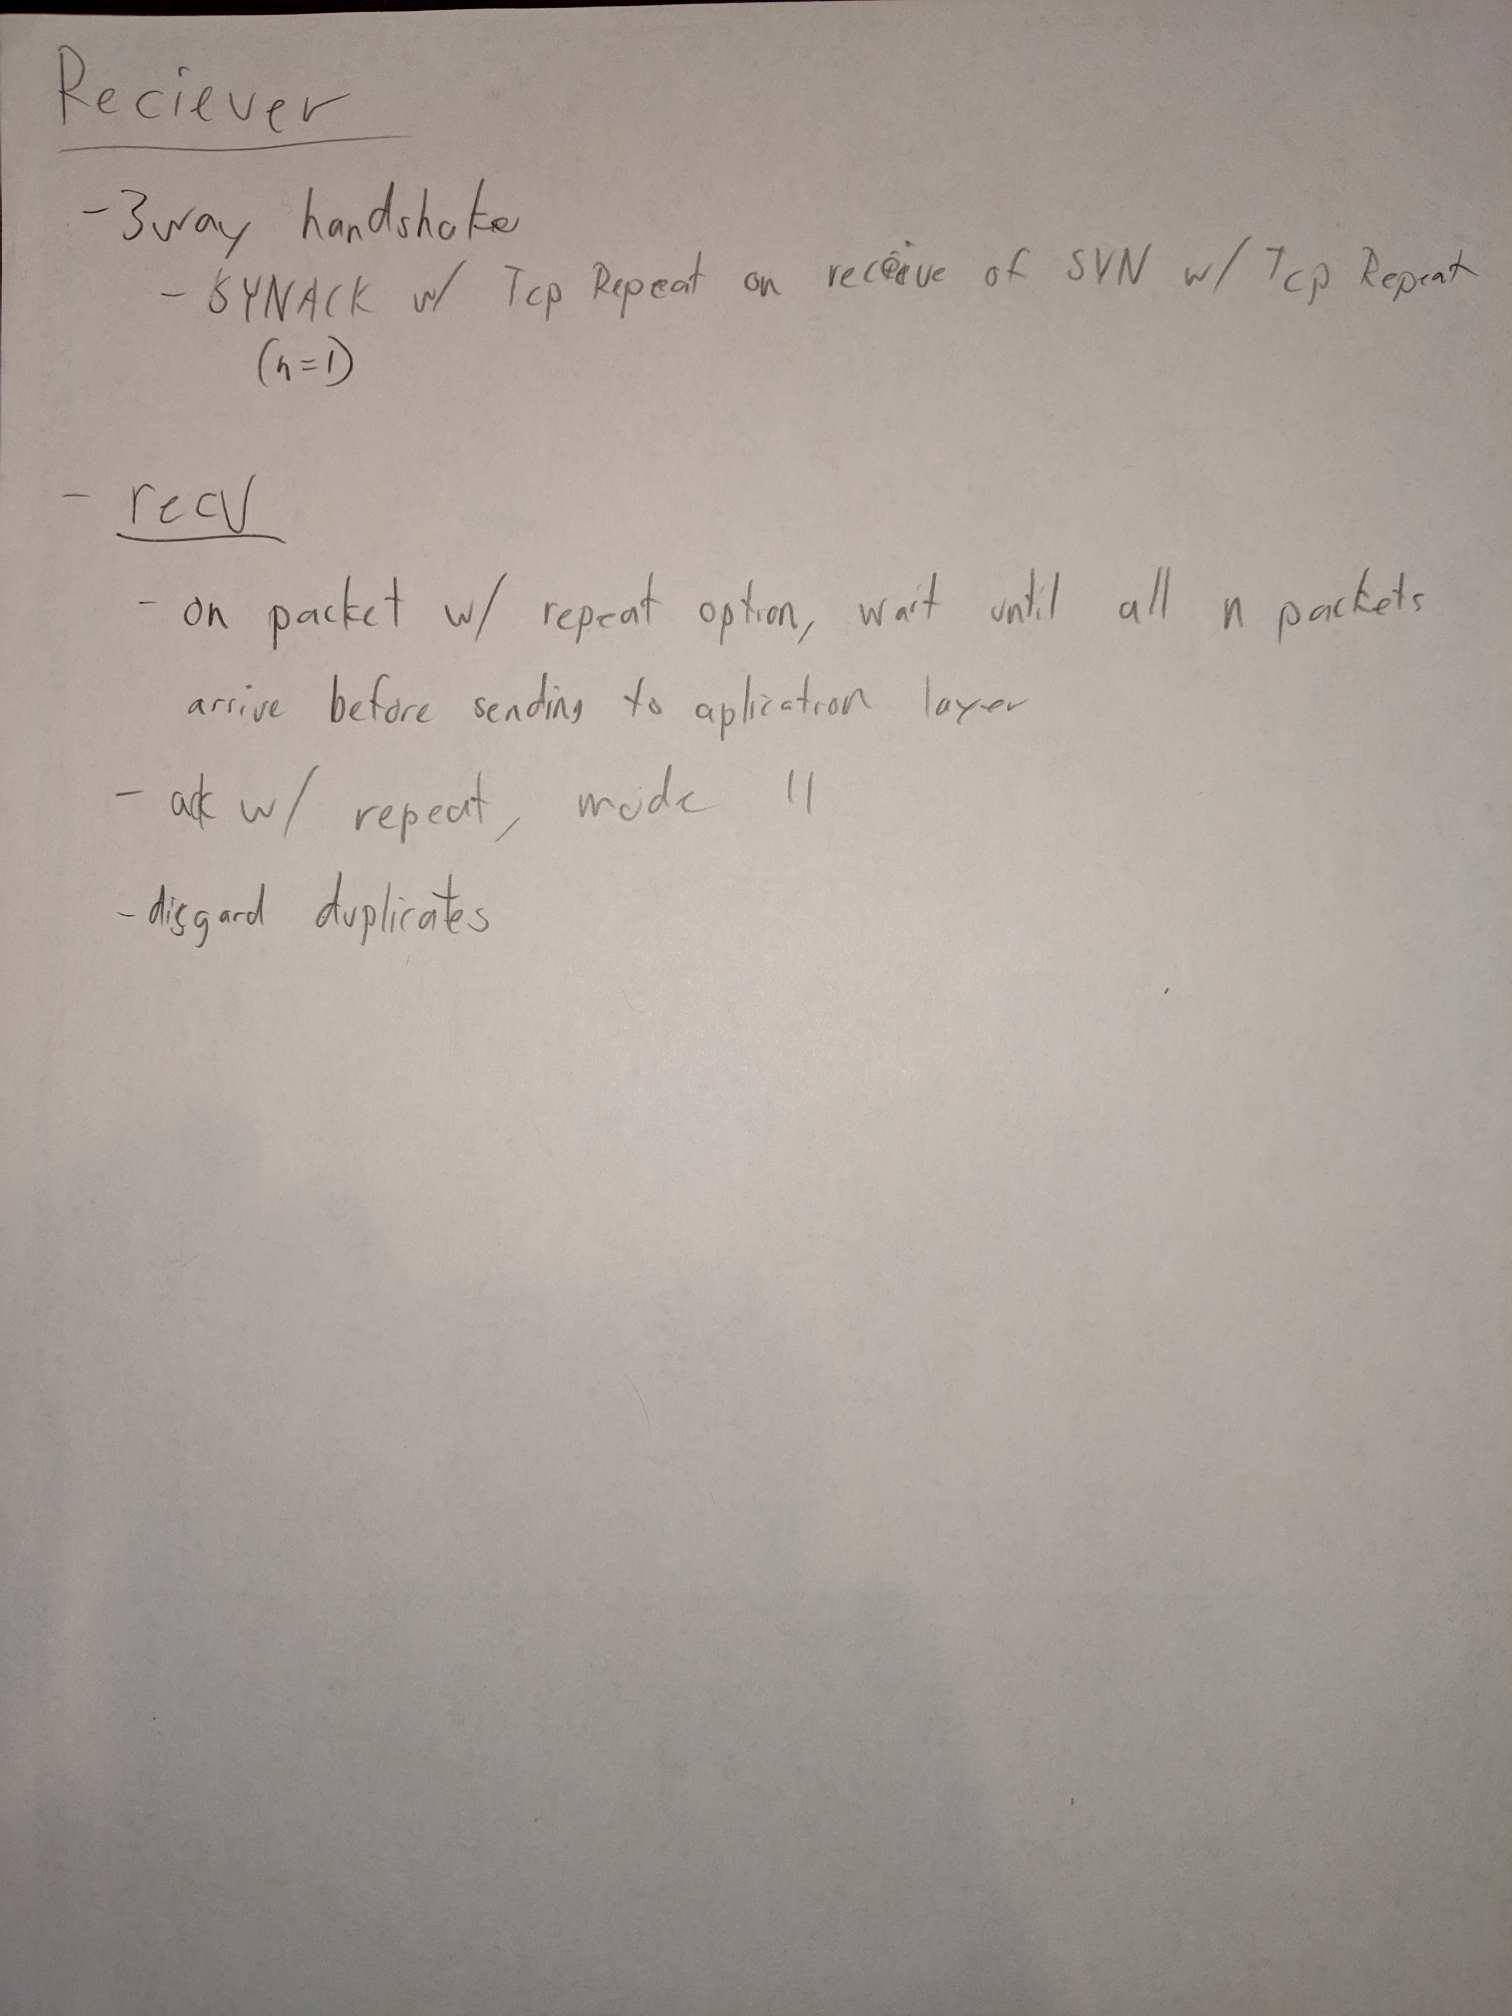 Reciever
- 3way handshake
- SYNACK w/ Tcp Repeat on receive of SYN w/ Tcp Repeat
(n=1)
- recv
- on packet w/ repeat option, wait until all n packets
arrive before sending to aplication layer
- ack w/ repeat, mode 11
- disgard duplicates